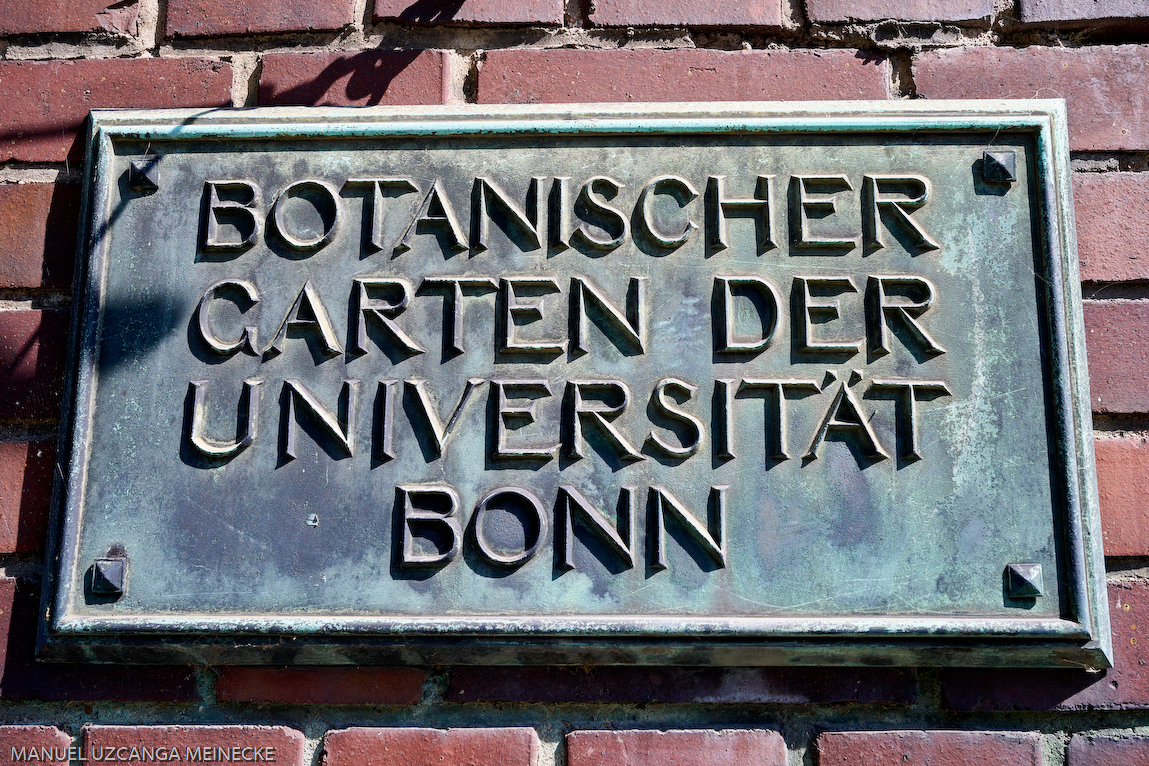 BOTANISCHER
GARTEN DER
UNIVERSITÄT
BONN
MANUEL UZCANGA MEINECKE